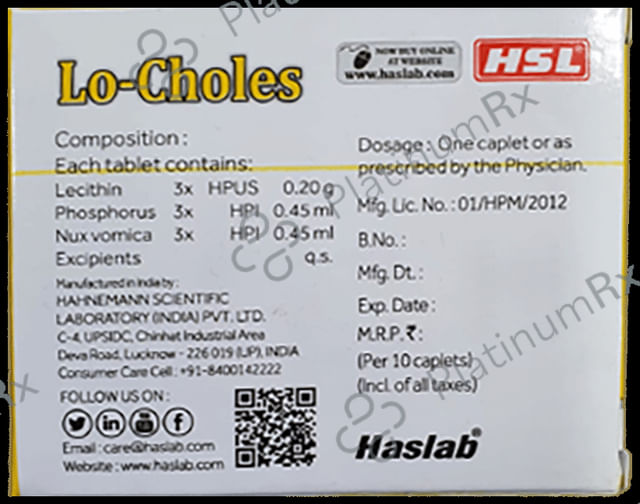 Lo-Choles
NOW BUY ONLINE
AT WEBSITE
www.haslab.com
HSL
Composition :
Each tablet contains:
Lecithin 3x HPUS 0.20 g
Phosphorus 3x HPI 0.45 ml
Nux vomica 3x HPI 0.45 ml
Excipients q.s.
Manufactured in India by :
HAHNEMANN SCIENTIFIC
LABORATORY (INDIA) PVT. LTD.
C-4, UPSIDC, Chinhat Industrial Area
Deva Road, Lucknow - 226 019 (UP), INDIA
Consumer Care Cell : +91-8400142222
FOLLOW US ON :
Email : care@haslab.com
Website : www.haslab.com
Dosage : One caplet or as
prescribed by the Physician.
Mfg. Lic. No. : 01/HPM/2012
B.No. :
Mfg. Dt. :
Exp. Date :
M.R.P.₹:
(Per 10 caplets)
(Incl. of all taxes)
Haslab®
PlatinumRx
PlatinumRx
PlatinumRx
Rx